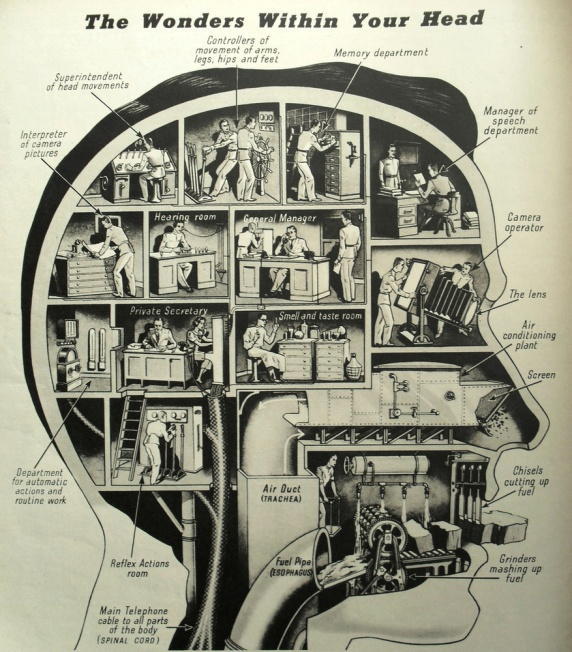 The Wonders Within Your Head
Controllers of
movement of arms,
legs, hips and feet
Memory department
Superintendent
of head movements
Manager of
speech
department
Interpreter
of camera
pictures
Hearing room
General Manager
Camera
operator
The lens
Private Secretary
Smell and taste room
Air
conditioning
plant
Screen
Department
for automatic
actions and
routine work
Air Duct
(TRACHEA)
Chisels
cutting up
fuel
Reflex Actions
room
Fuel Pipe
(ESOPHAGUS)
Grinders
mashing up
fuel
Main Telephone
cable to all parts
of the body
(SPINAL CORD)